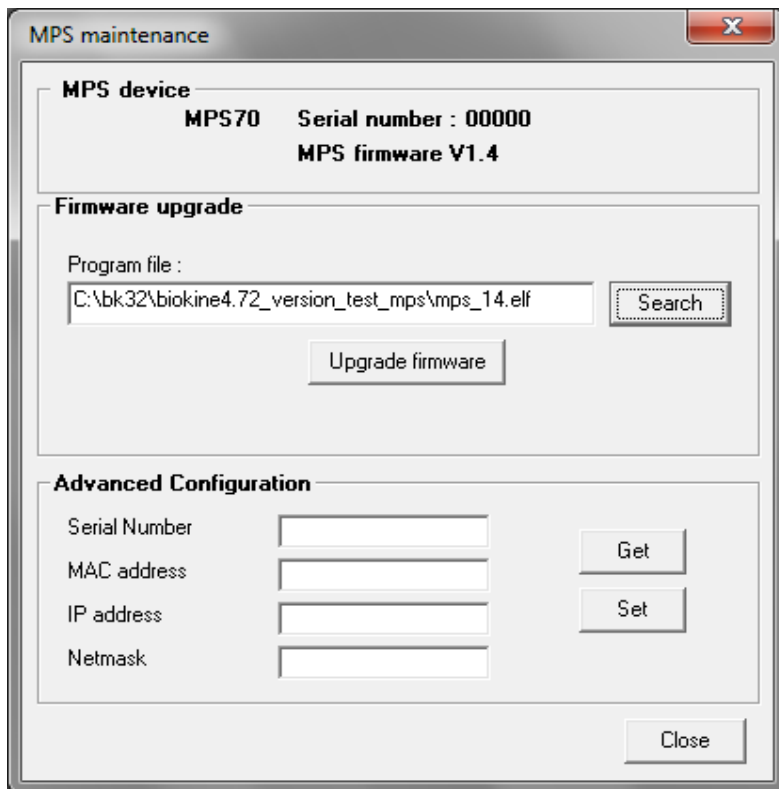 MPS maintenance
MPS device
MPS70 Serial number : 00000
MPS firmware V1.4
Firmware upgrade
Program file :
C:\bk32\biokine4.72_version_test_mps\mps_14.elf Search
Upgrade firmware
Advanced Configuration
Serial Number
Get
MAC address
IP address Set
Netmask
Close